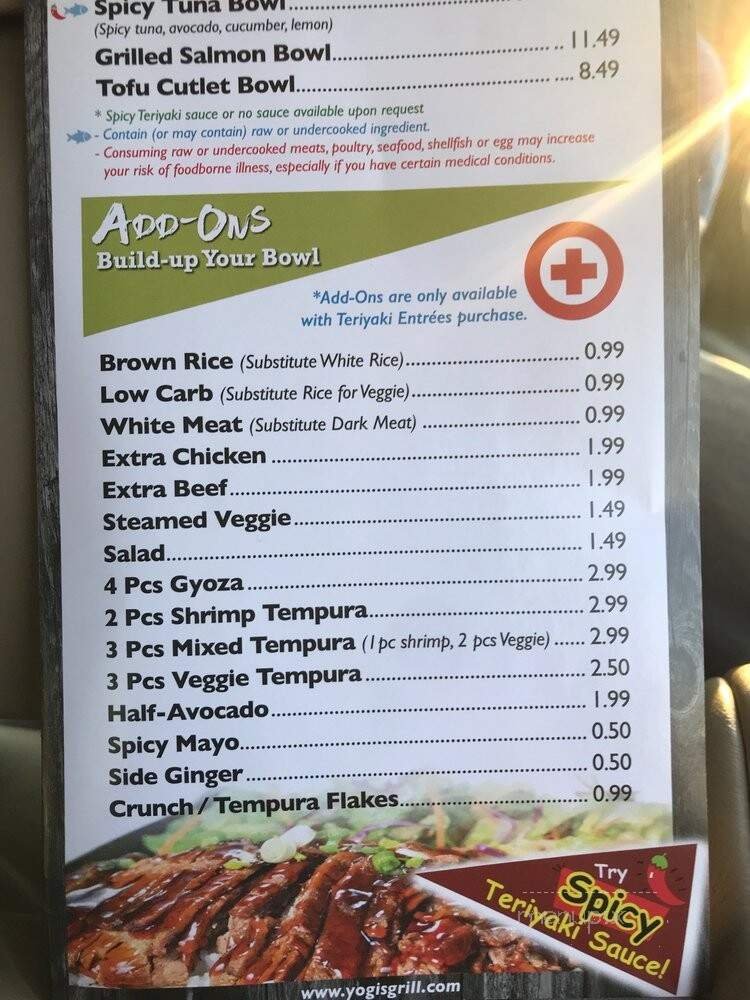 Spicy Tuna Bowl
(Spicy tuna, avocado, cucumber, lemon)
Grilled Salmon Bowl.................................................. 11.49
Tofu Cutlet Bowl...................................................... 8.49
* Spicy Teriyaki sauce or no sauce available upon request
- Contain (or may contain) raw or undercooked ingredient.
- Consuming raw or undercooked meats, poultry, seafood, shellfish or egg may increase
your risk of foodborne illness, especially if you have certain medical conditions.
ADD-ONS
Build-up Your Bowl
*Add-Ons are only available
with Teriyaki Entrées purchase.
Brown Rice (Substitute White Rice)................................ 0.99
Low Carb (Substitute Rice for Veggie)............................... 0.99
White Meat (Substitute Dark Meat) ............................. 0.99
Extra Chicken ........................................................ 1.99
Extra Beef............................................................... 1.99
Steamed Veggie.................................................... 1.49
Salad......................................................................... 1.49
4 Pcs Gyoza............................................................ 2.99
2 Pcs Shrimp Tempura....................................... 2.99
3 Pcs Mixed Tempura (1 pc shrimp, 2 pcs Veggie) ...... 2.99
3 Pcs Veggie Tempura........................................ 2.50
Half-Avocado......................................................... 1.99
Spicy Mayo.............................................................. 0.50
Side Ginger.............................................................. 0.50
Crunch / Tempura Flakes.................................. 0.99
Try
Spicy
Teriyaki Sauce!
www.yogisgrill.com